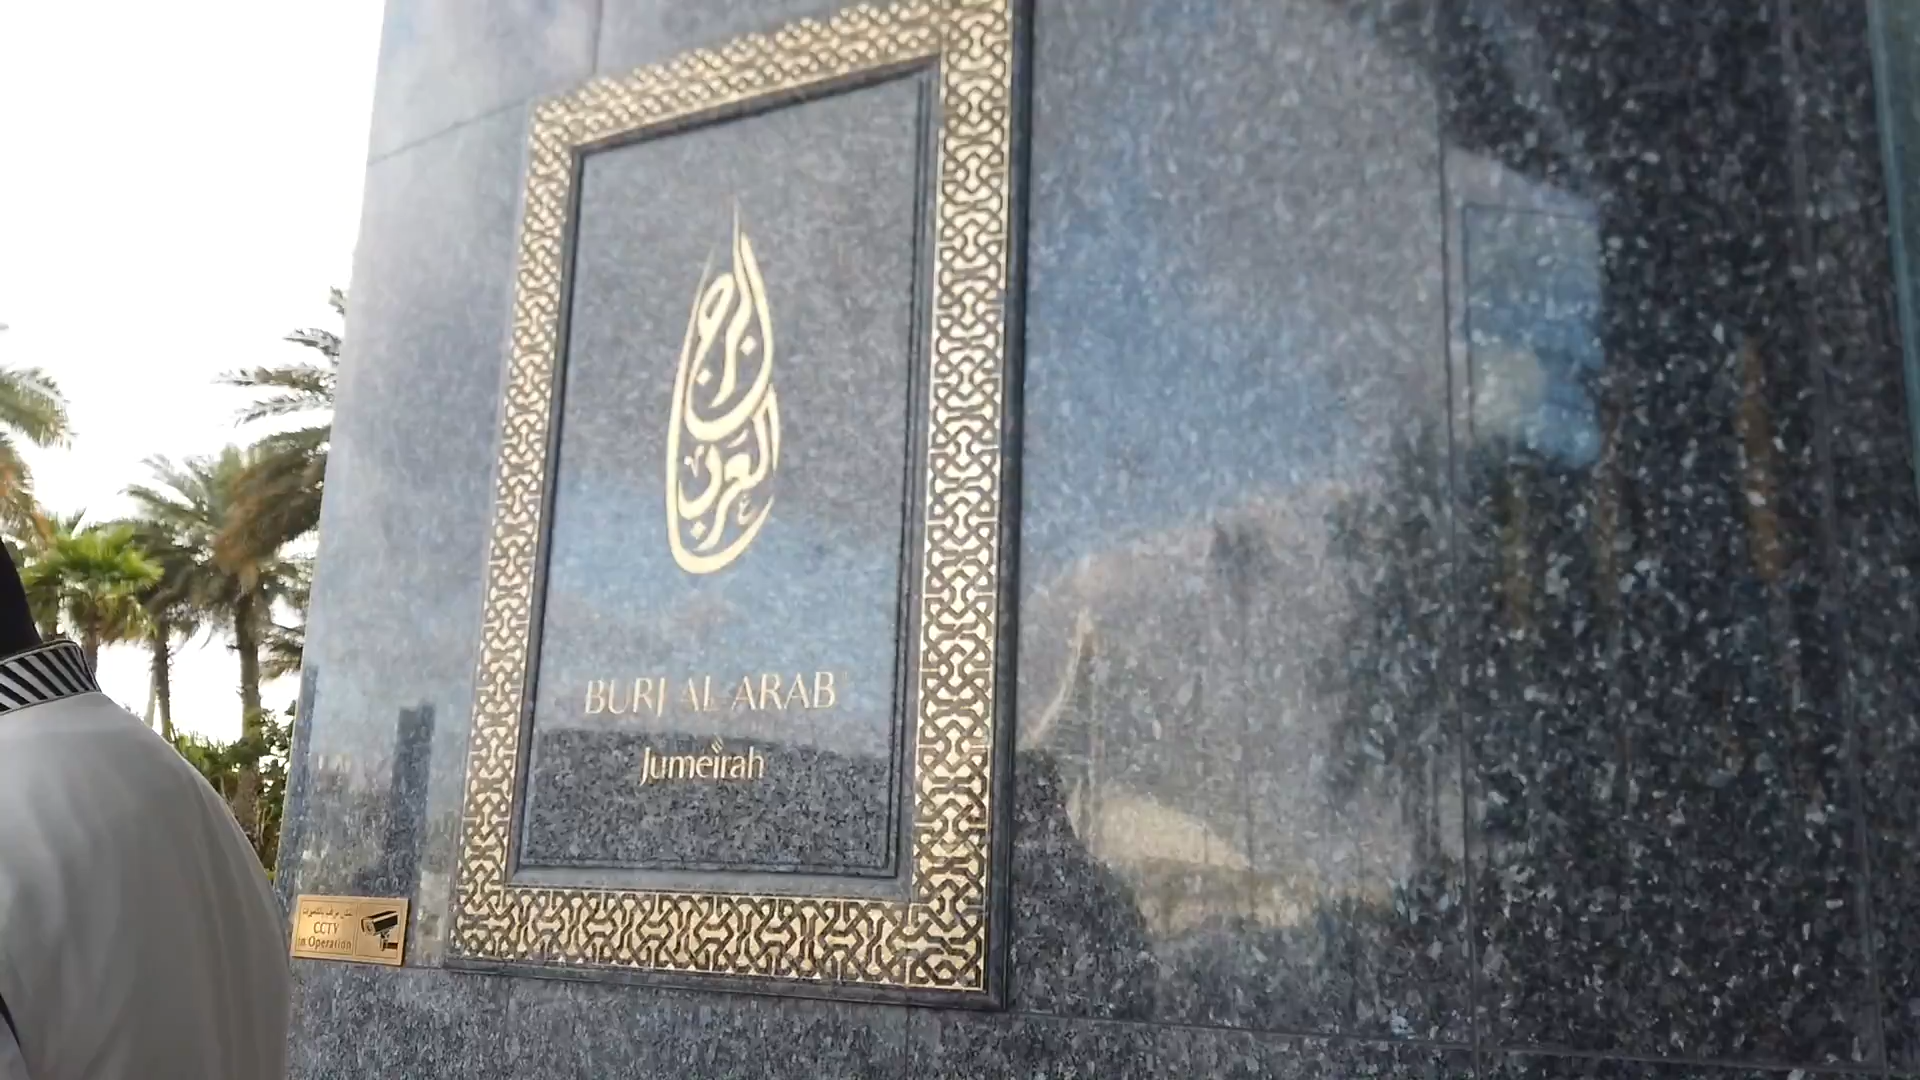 برج
العرب
BURJ AL ARAB
Jumeirah
CCTV
in Operation